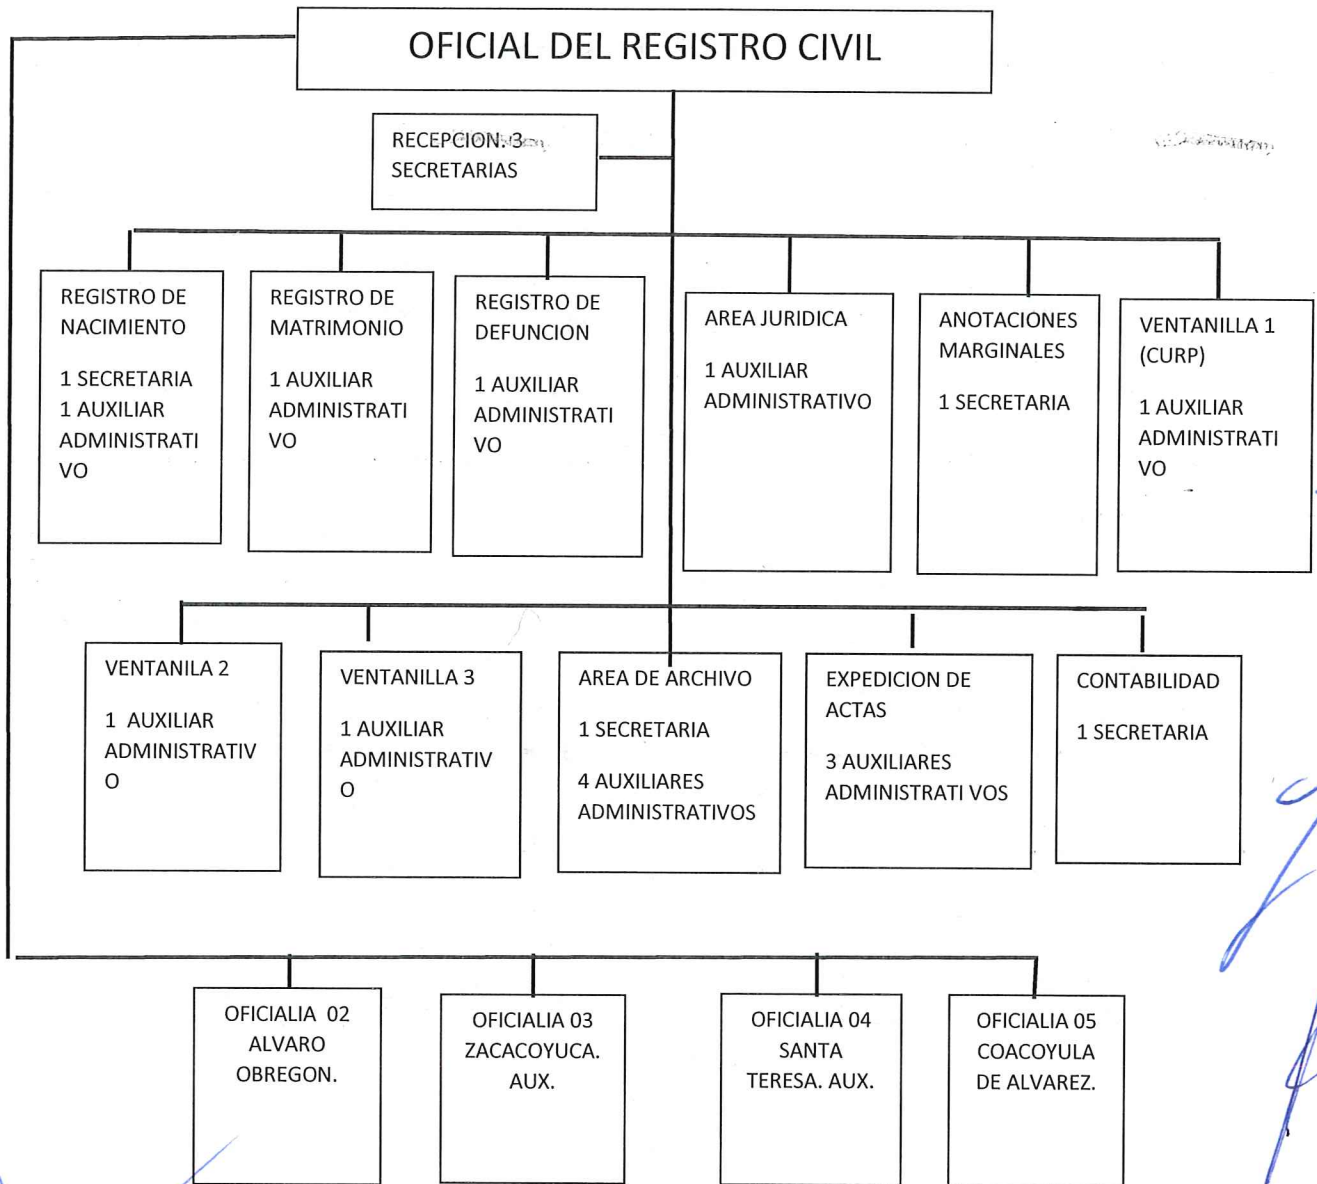 OFICIAL DEL REGISTRO CIVIL
RECEPCION. 3
SECRETARIAS
REGISTRO DE
NACIMIENTO
1 SECRETARIA
1 AUXILIAR
ADMINISTRATI
VO
REGISTRO DE
MATRIMONIO
1 AUXILIAR
ADMINISTRATI
VO
REGISTRO DE
DEFUNCION
1 AUXILIAR
ADMINISTRATI
VO
AREA JURIDICA
1 AUXILIAR
ADMINISTRATIVO
ANOTACIONES
MARGINALES
1 SECRETARIA
VENTANILLA 1
(CURP)
1 AUXILIAR
ADMINISTRATI
VO
VENTANILA 2
1 AUXILIAR
ADMINISTRATIV
O
VENTANILLA 3
1 AUXILIAR
ADMINISTRATIV
O
AREA DE ARCHIVO
1 SECRETARIA
4 AUXILIARES
ADMINISTRATIVOS
EXPEDICION DE
ACTAS
3 AUXILIARES
ADMINISTRATI VOS
CONTABILIDAD
1 SECRETARIA
OFICIALIA 02
ALVARO
OBREGON.
OFICIALIA 03
ZACACOYUCA.
AUX.
OFICIALIA 04
SANTA
TERESA. AUX.
OFICIALIA 05
COACOYULA
DE ALVAREZ.